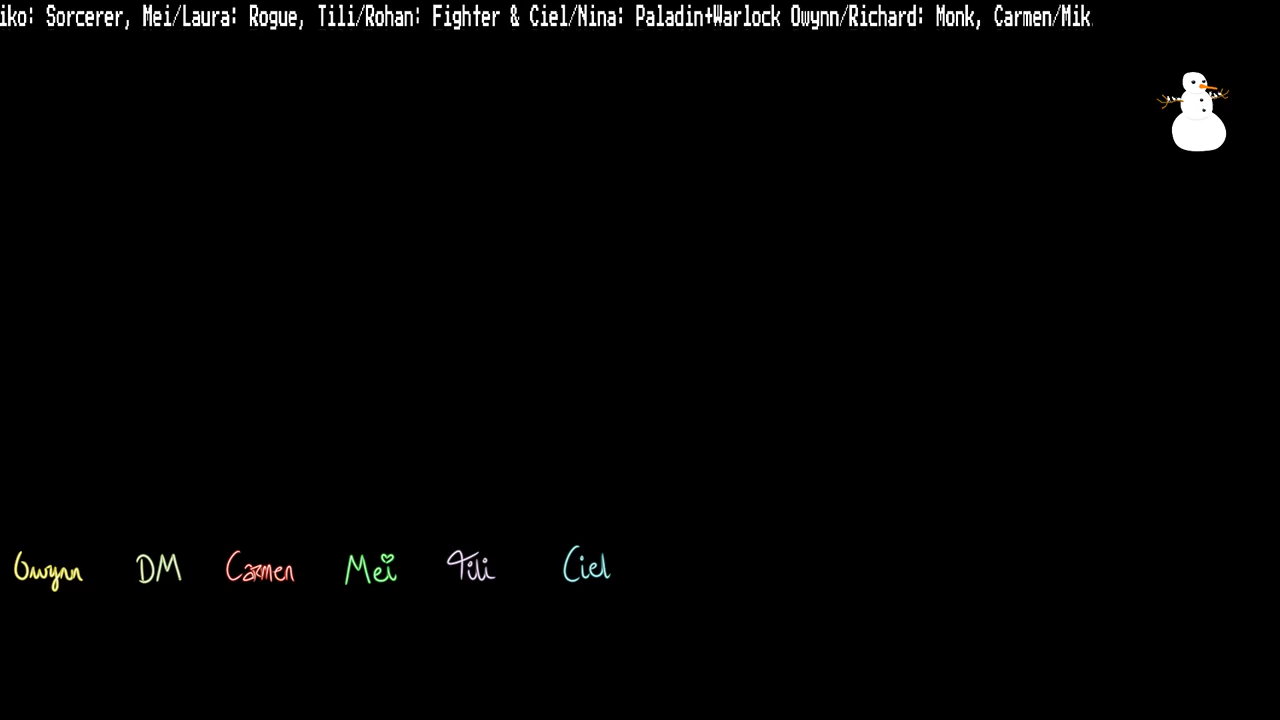 iko: Sorcerer, Mei/Laura: Rogue, Tili/Rohan: Fighter & Ciel/Nina: Paladin+Warlock Owynn/Richard: Monk, Carmen/Mik
Owynn DM Carmen Mei Tili Ciel